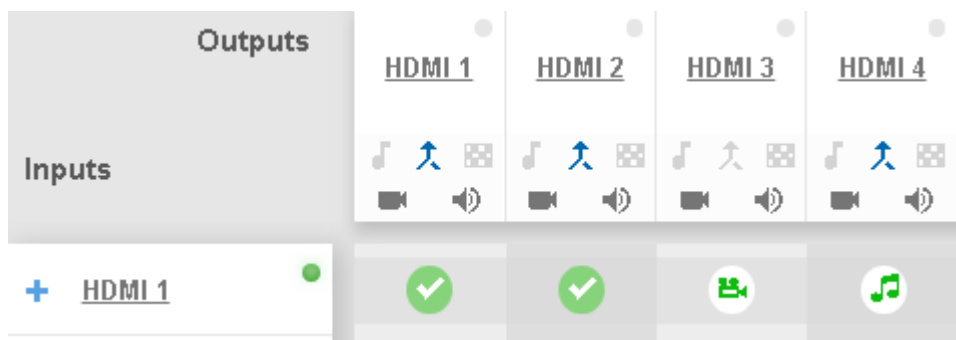 Outputs
HDMI 1 HDMI 2 HDMI 3 HDMI 4
Inputs
+ HDMI 1